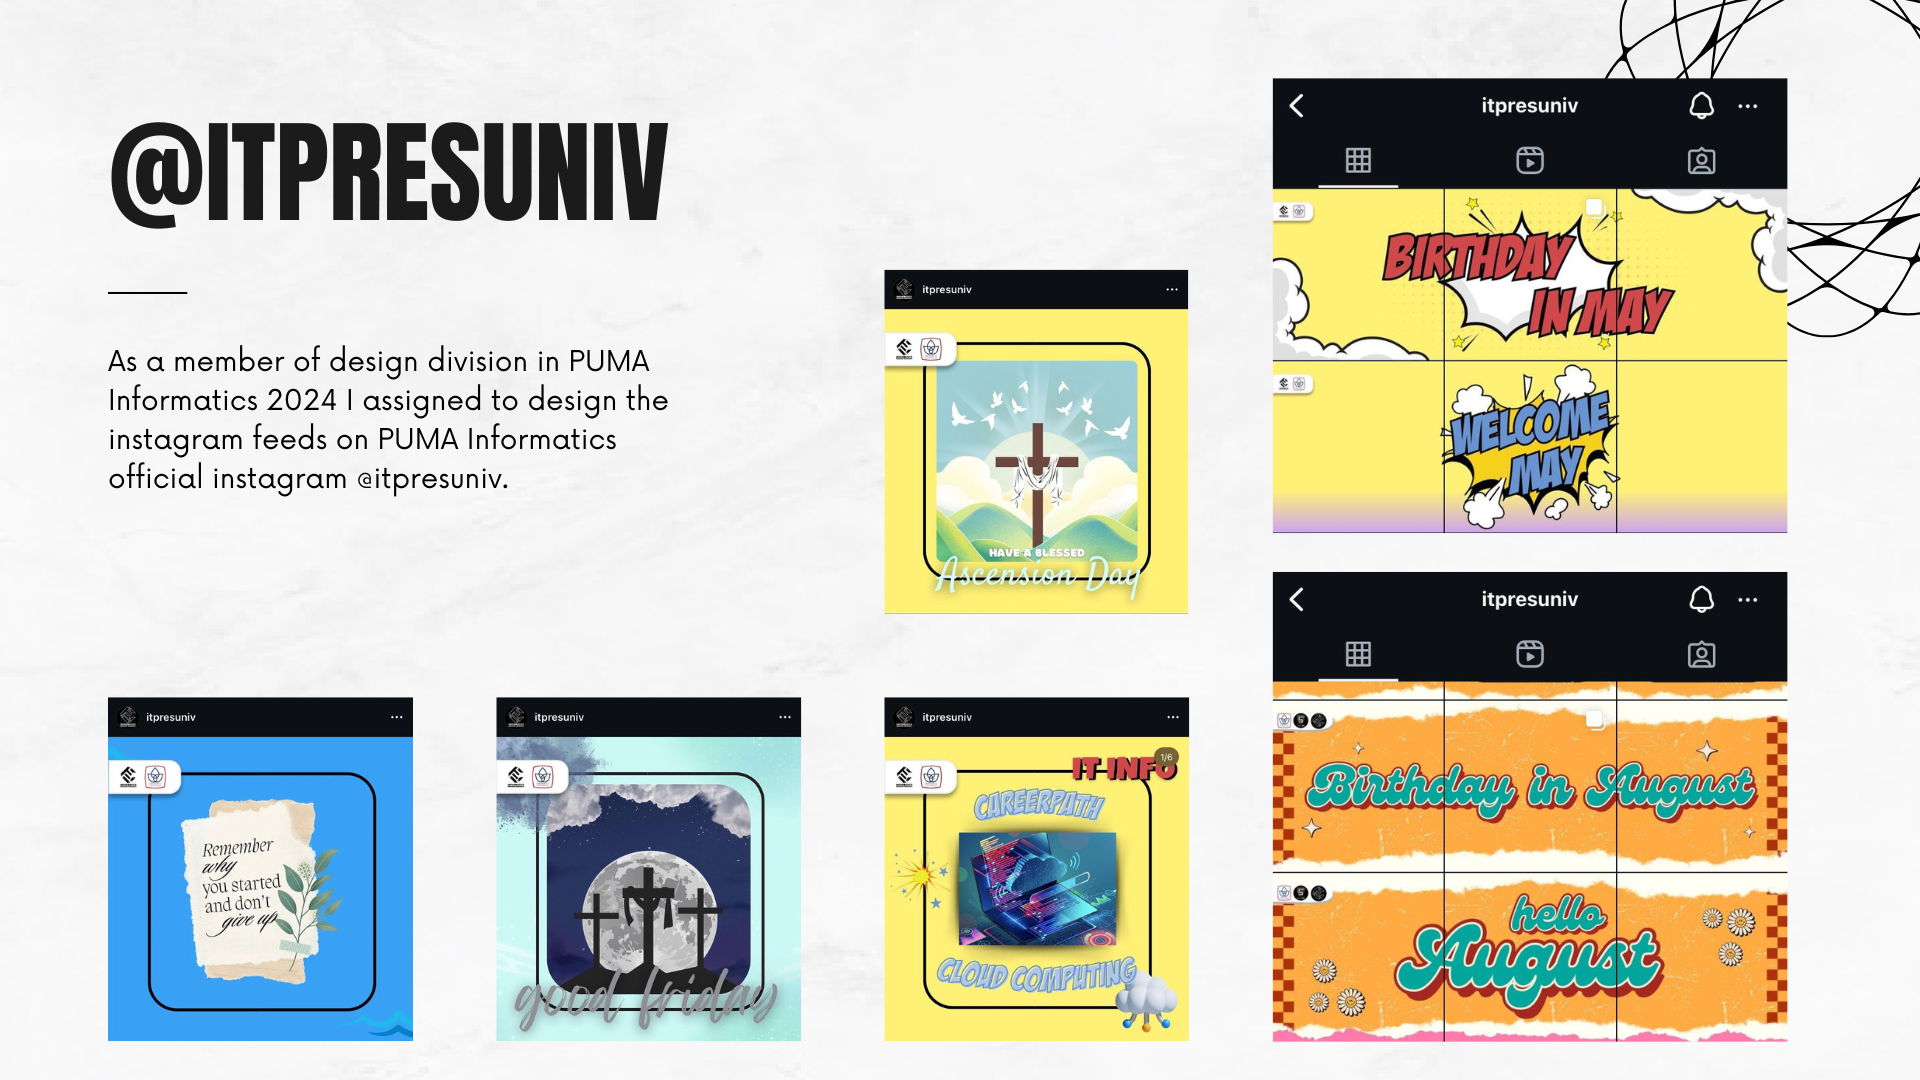 @ITPRESUNIV
As a member of design division in PUMA
Informatics 2024 I assigned to design the
instagram feeds on PUMA Informatics
official instagram @itpresuniv.
itpresuniv
HAVE A BLESSED
Ascension Day
itpresuniv
BIRTHDAY
IN MAY
WELCOME
MAY
itpresuniv
Birthday in August
hello
August
itpresuniv
Remember
why
you started
and don't
give up
itpresuniv
good friday
itpresuniv
1/6
IT INFO
CAREERPATH
CLOUD COMPUTING